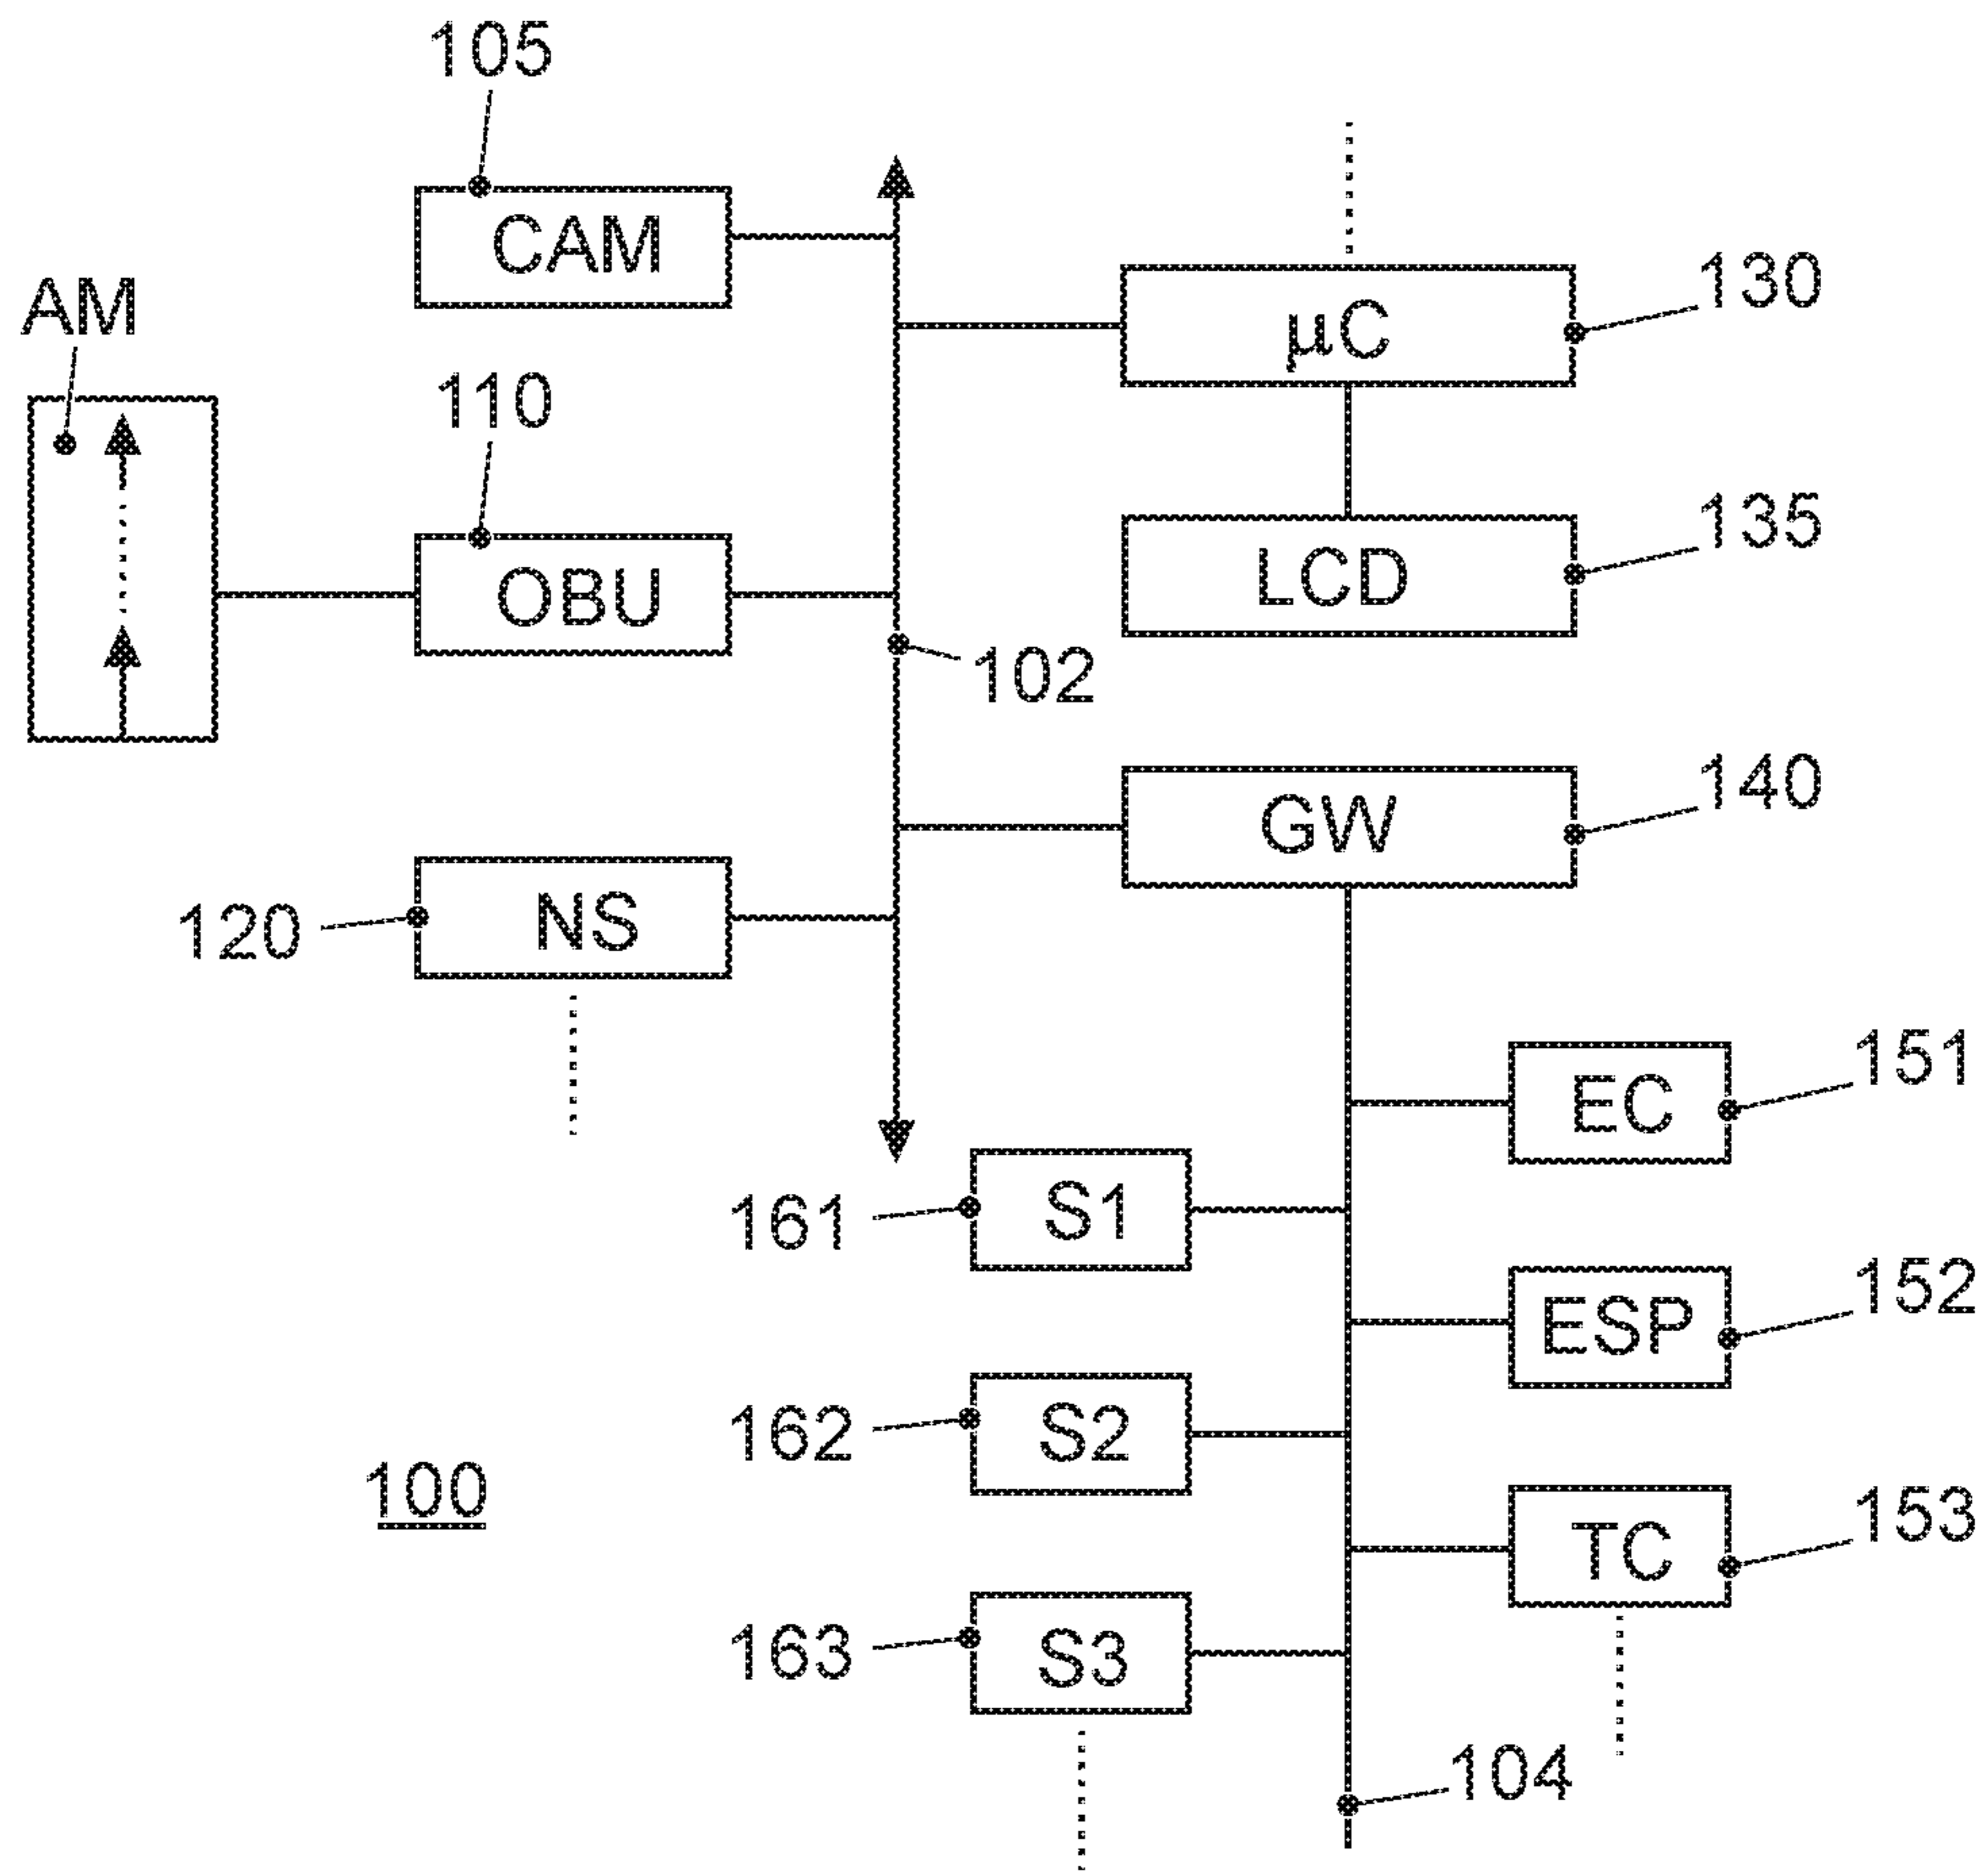 105
CAM
AM
µC
130
110
OBU
LCD
135
102
GW
140
120
NS
EC
151
161
S1
ESP
152
162
S2
100
TC
153
163
S3
104